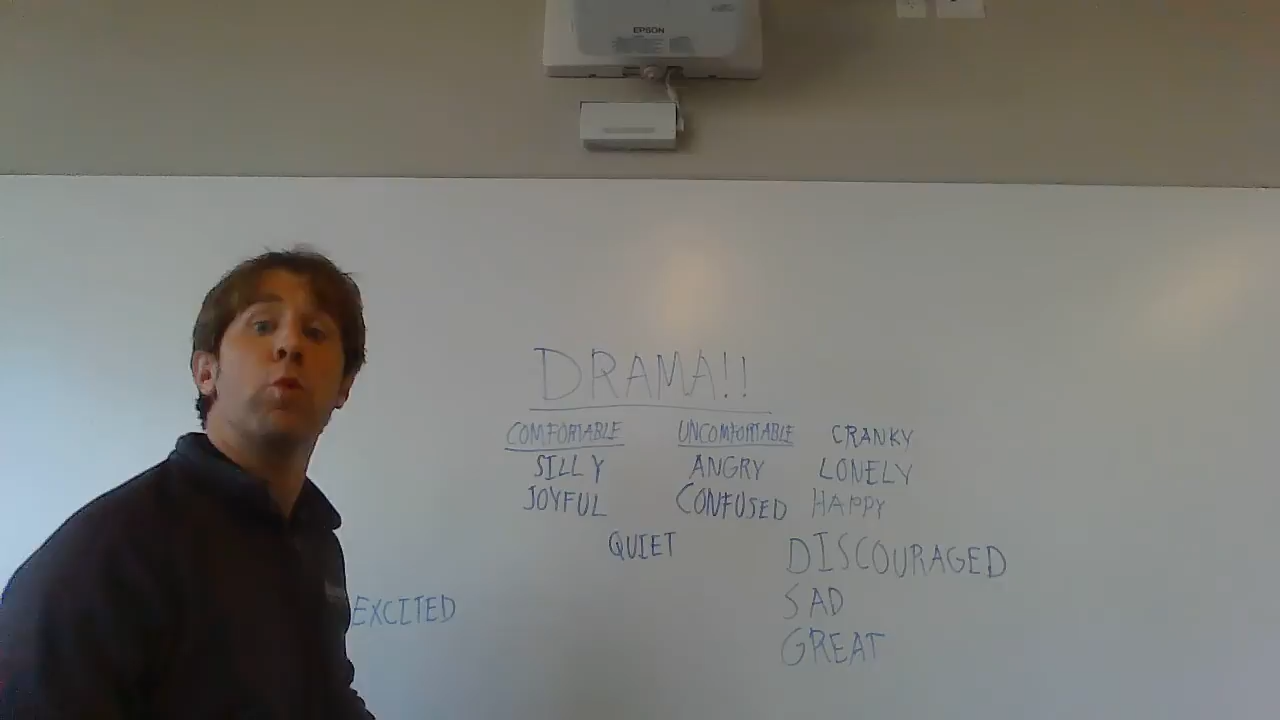 EPSON
DRAMA!!
COMFORTABLE UNCOMFORTABLE CRANKY
SILLY ANGRY LONELY
JOYFUL CONFUSED HAPPY
QUIET DISCOURAGED
EXCITED SAD
GREAT